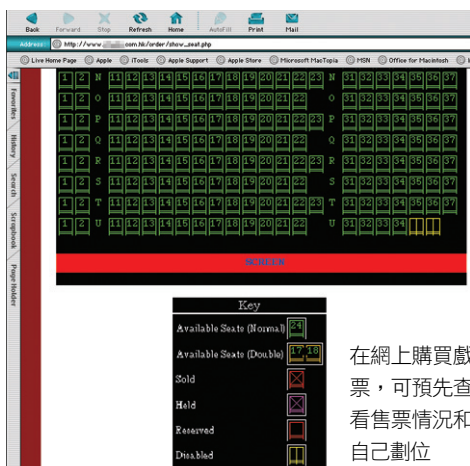 Back Forward Stop Refresh Home AutoFill Print Mail
Address http://www .com.hk/order/show_seat.php
Live Home Page Apple iTools Apple Support Apple Store Microsoft MacTopia MSN Office for Macintosh
Favorites
History
Search
Scrapbook
Page Holder
1 2 N 11 12 13 14 15 16 17 18 19 20 21 22 23 N 31 32 33 34 35 36 37
1 2 O 11 12 13 14 15 16 17 18 19 20 21 22 O 31 32 33 34 35 36 37
1 2 P 11 12 13 14 15 16 17 18 19 20 21 22 23 P 31 32 33 34 35 36 37
1 2 Q 11 12 13 14 15 16 17 18 19 20 21 22 Q 31 32 33 34 35 36 37
1 2 R 11 12 13 14 15 16 17 18 19 20 21 22 23 R 31 32 33 34 35 36 37
1 2 S 11 12 13 14 15 16 17 18 19 20 21 22 S 31 32 33 34 35 36 37
1 2 T 11 12 13 14 15 16 17 18 19 20 21 22 23 T 31 32 33 34 35 36 37
1 2 U 11 12 13 14 15 16 17 18 19 20 21 22 U 31 32 33 34
SCREEN
Key
Available Seats (Normal) 24
Available Seats (Double) 17,18
Sold
Held
Reserved
Disabled
在網上購買戲
票，可預先查
看售票情況和
自己劃位